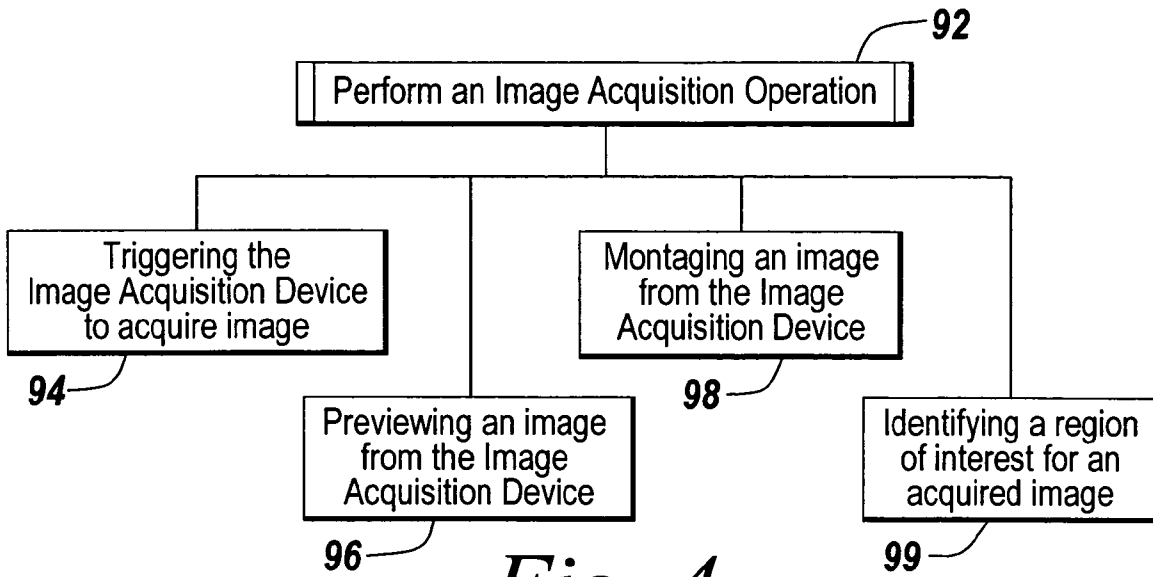 92
Perform an Image Acquisition Operation
Triggering the
Image Acquisition Device
to acquire image
94
Montaging an image
from the Image
Acquisition Device
98
Previewing an image
from the Image
Acquisition Device
96
Identifying a region
of interest for an
acquired image
99
Fig. 4